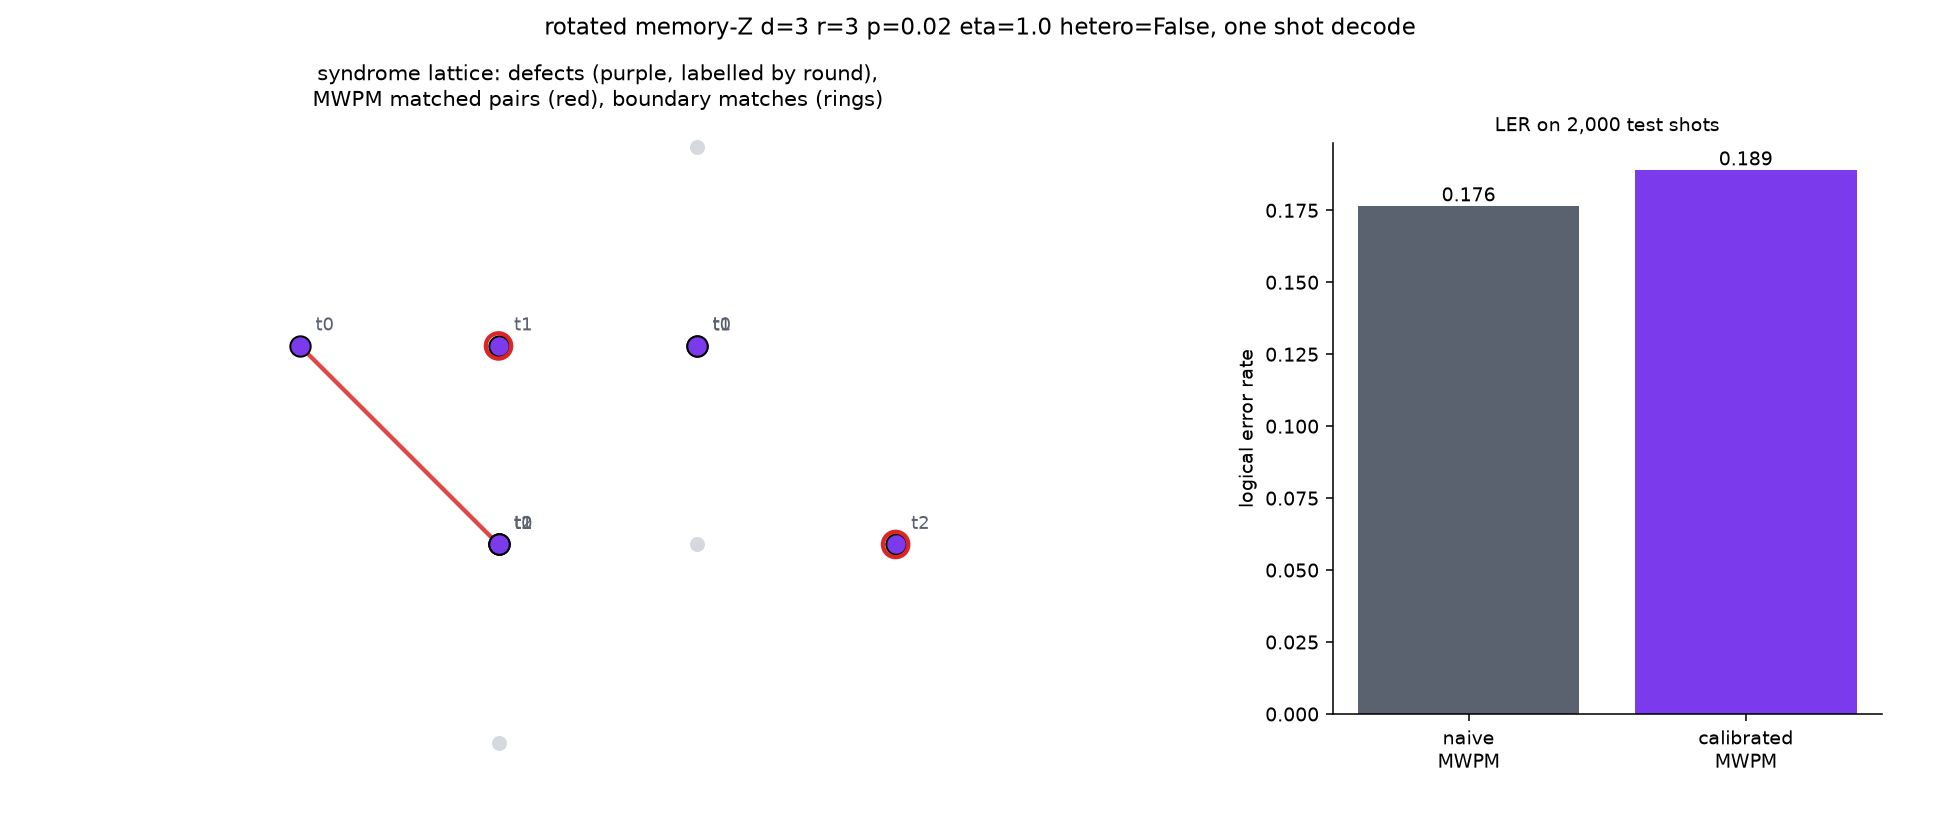 rotated memory-Z d=3 r=3 p=0.02 eta=1.0 hetero=False, one shot decode
syndrome lattice: defects (purple, labelled by round),
MWPM matched pairs (red), boundary matches (rings)
t0
t1
t2
LER on 2,000 test shots
0.176
0.189
logical error rate
0.175
0.150
0.125
0.100
0.075
0.050
0.025
0.000
naive
MWPM
calibrated
MWPM